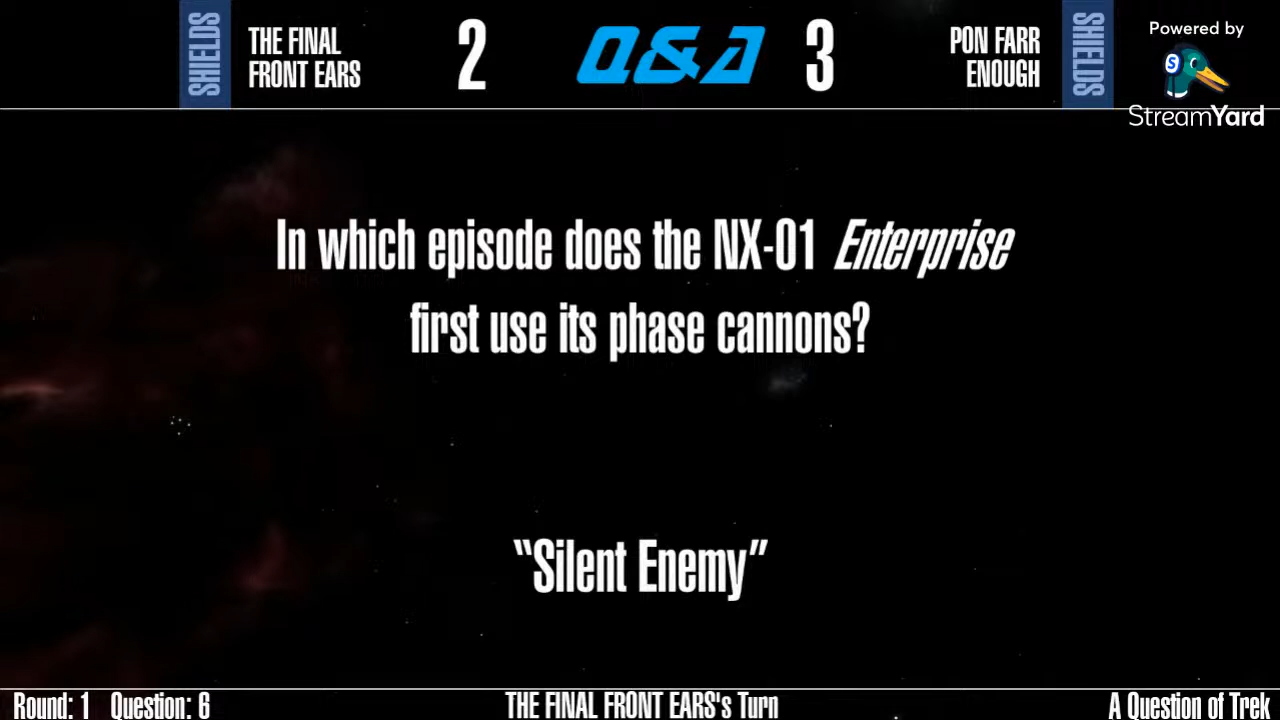 SHIELDS
THE FINAL
FRONT EARS
2
Q&A
3
PON FARR
ENOUGH
SHIELDS
Powered by
S
StreamYard
In which episode does the NX-01 Enterprise
first use its phase cannons?
“Silent Enemy”
Round: 1 Question: 6
THE FINAL FRONT EARS's Turn
A Question of Trek